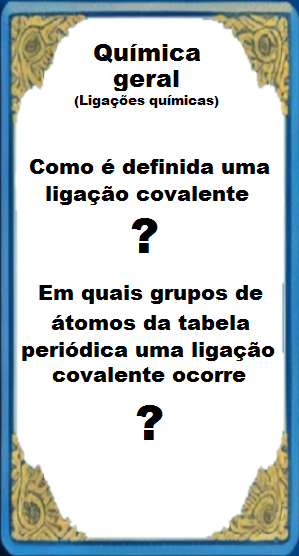 Química
geral
(Ligações químicas)
Como é definida uma
ligação covalente
?
Em quais grupos de
átomos da tabela
periódica uma ligação
covalente ocorre
?